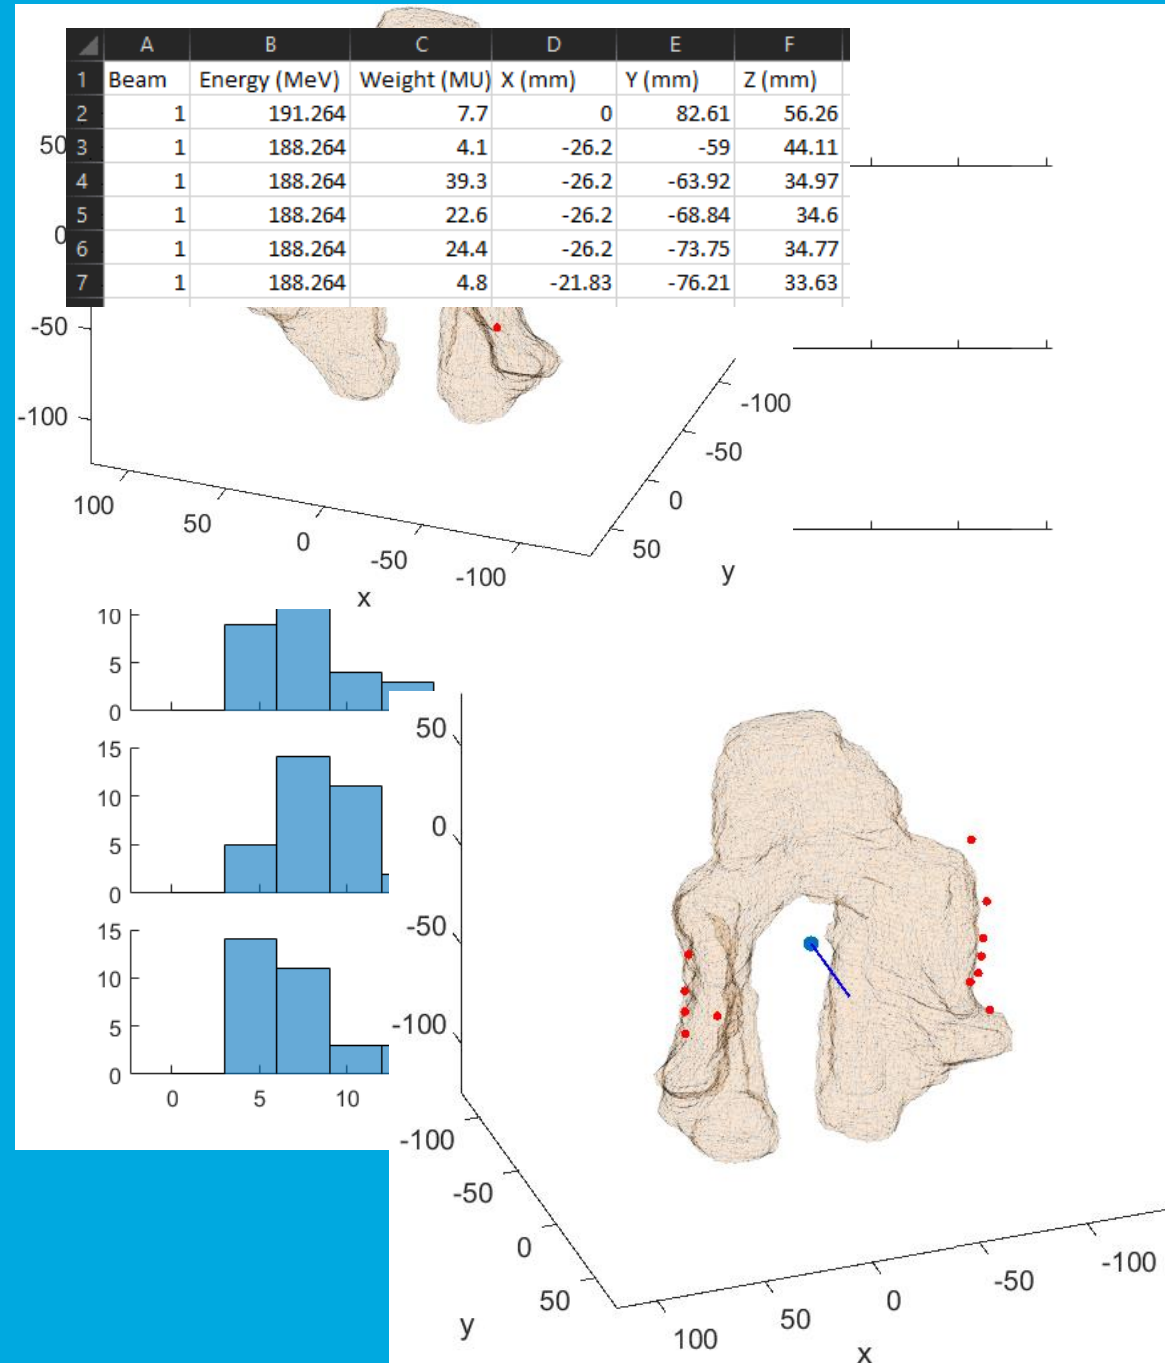 A B C D E F
1 Beam Energy (MeV) Weight (MU) X (mm) Y (mm) Z (mm)
2 1 191.264 7.7 0 82.61 56.26
3 1 188.264 4.1 -26.2 -59 44.11
4 1 188.264 39.3 -26.2 -63.92 34.97
5 1 188.264 22.6 -26.2 -68.84 34.6
6 1 188.264 24.4 -26.2 -73.75 34.77
7 1 188.264 4.8 -21.83 -76.21 33.63
50
0
-50
-100
100 50 0 -50 -100
x
-100
-50
0
50
y
10
5
0
15
10
5
0
15
10
5
0
0 5 10
50
0
-50
-100
-100
-50
0
50
y
100 50 0 -50 -100
x